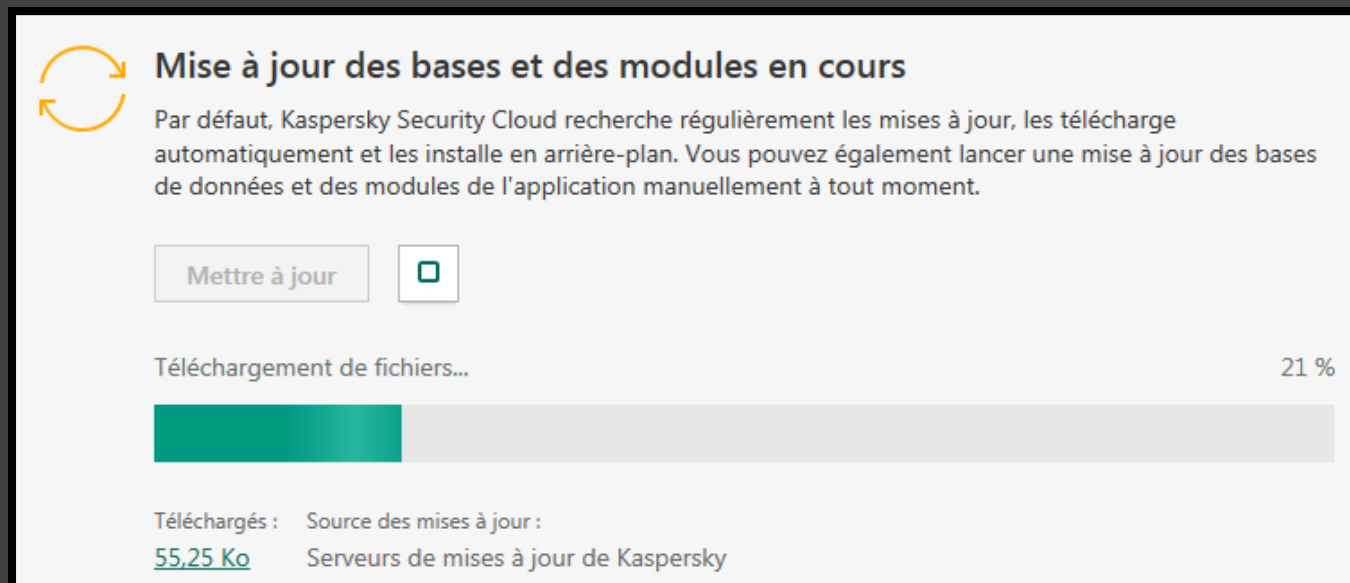 Mise à jour des bases et des modules en cours
Par défaut, Kaspersky Security Cloud recherche régulièrement les mises à jour, les télécharge
automatiquement et les installe en arrière-plan. Vous pouvez également lancer une mise à jour des bases
de données et des modules de l'application manuellement à tout moment.
Mettre à jour
Téléchargement de fichiers... 21 %
Téléchargés : Source des mises à jour :
55,25 Ko Serveurs de mises à jour de Kaspersky